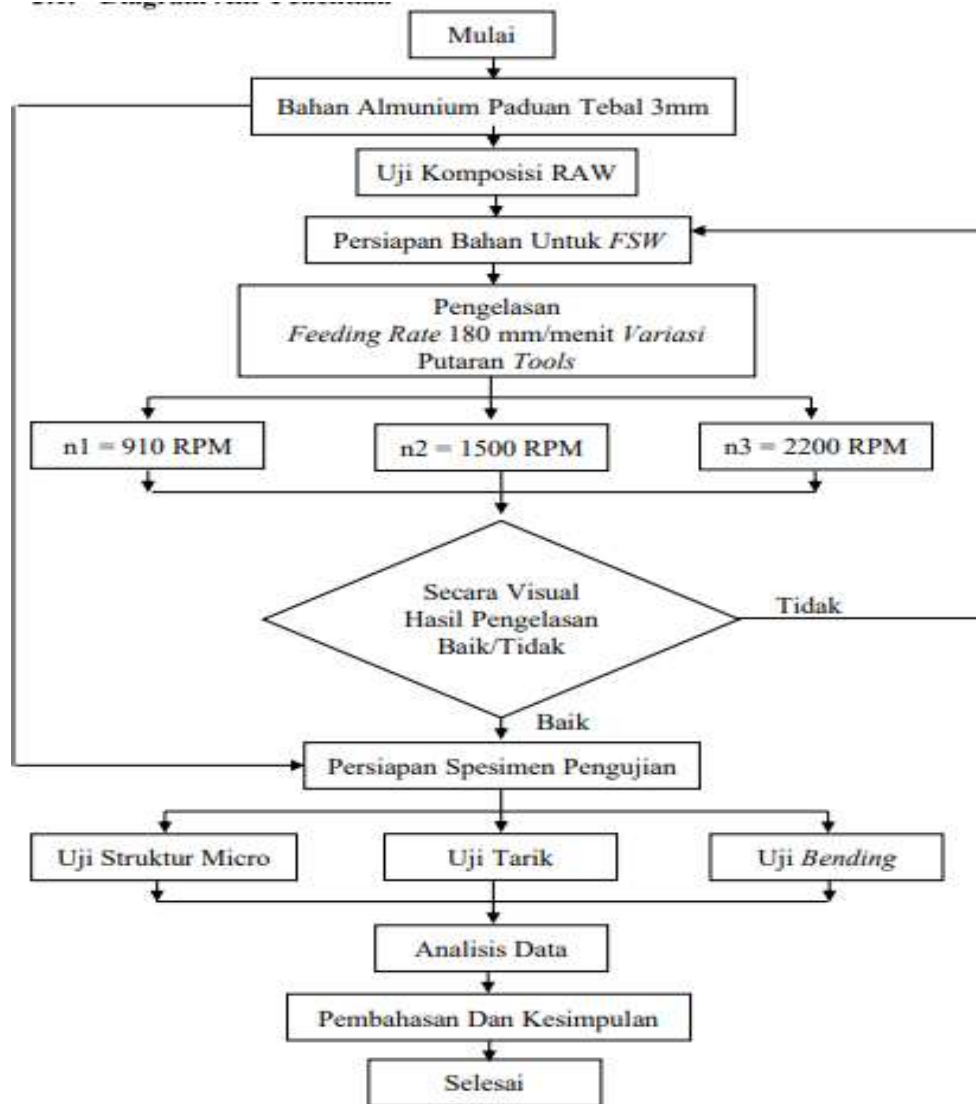 Mulai
Bahan Almunium Paduan Tebal 3mm
Uji Komposisi RAW
Persiapan Bahan Untuk FSW
Pengelasan
Feeding Rate 180 mm/menit Variasi
Putaran Tools
n1 = 910 RPM
n2 = 1500 RPM
n3 = 2200 RPM
Secara Visual
Hasil Pengelasan
Baik/Tidak
Tidak
Baik
Persiapan Spesimen Pengujian
Uji Struktur Micro
Uji Tarik
Uji Bending
Analisis Data
Pembahasan Dan Kesimpulan
Selesai